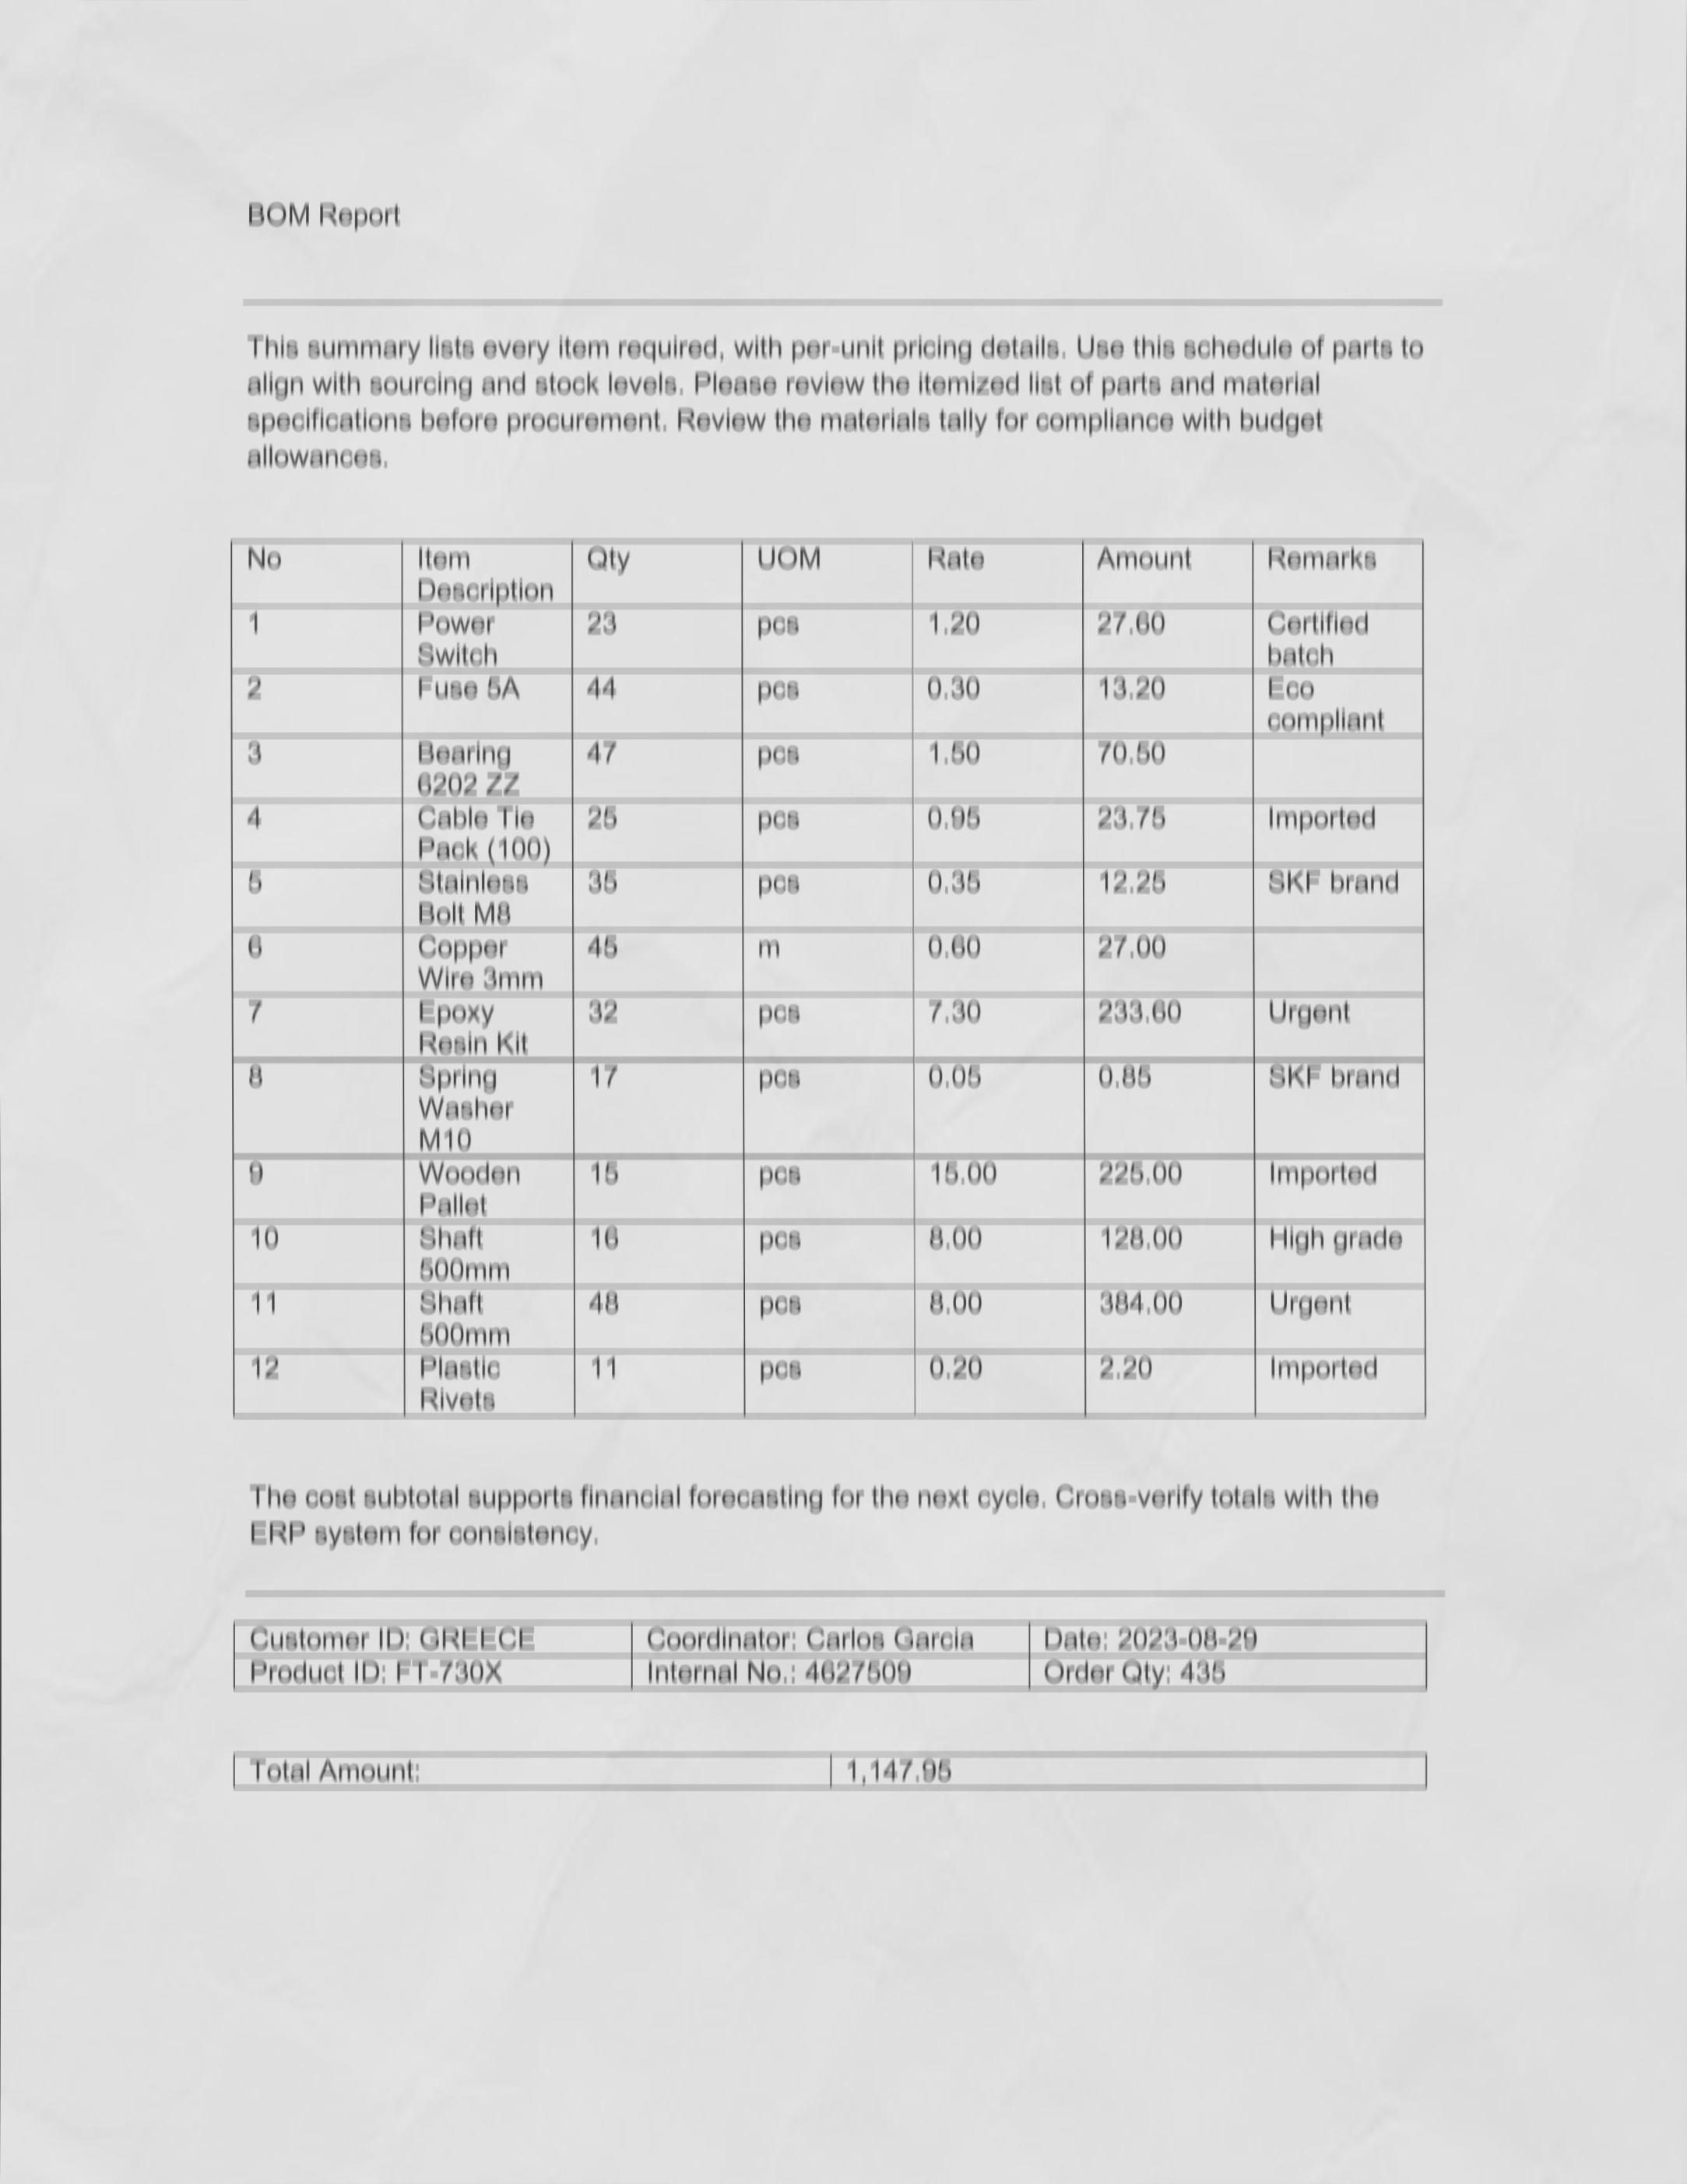 BOM Report
This summary lists every item required, with per-unit pricing details. Use this schedule of parts to
align with sourcing and stock levels. Please review the itemized list of parts and material
specifications before procurement. Review the materials tally for compliance with budget
allowances.
No Item Description Qty UOM Rate Amount Remarks
1 Power Switch 23 pcs 1.20 27.60 Certified batch
2 Fuse 5A 44 pcs 0.30 13.20 Eco compliant
3 Bearing 6202 ZZ 47 pcs 1.50 70.50
4 Cable Tie Pack (100) 25 pcs 0.95 23.75 Imported
5 Stainless Bolt M8 35 pcs 0.35 12.25 SKF brand
6 Copper Wire 3mm 45 m 0.60 27.00
7 Epoxy Resin Kit 32 pcs 7.30 233.60 Urgent
8 Spring Washer M10 17 pcs 0.05 0.85 SKF brand
9 Wooden Pallet 15 pcs 15.00 225.00 Imported
10 Shaft 500mm 16 pcs 8.00 128.00 High grade
11 Shaft 500mm 48 pcs 8.00 384.00 Urgent
12 Plastic Rivets 11 pcs 0.20 2.20 Imported
The cost subtotal supports financial forecasting for the next cycle. Cross-verify totals with the
ERP system for consistency.
Customer ID: GREECE Coordinator: Carlos Garcia Date: 2023-08-29
Product ID: FT-730X Internal No.: 4627509 Order Qty: 435
Total Amount: 1,147.95